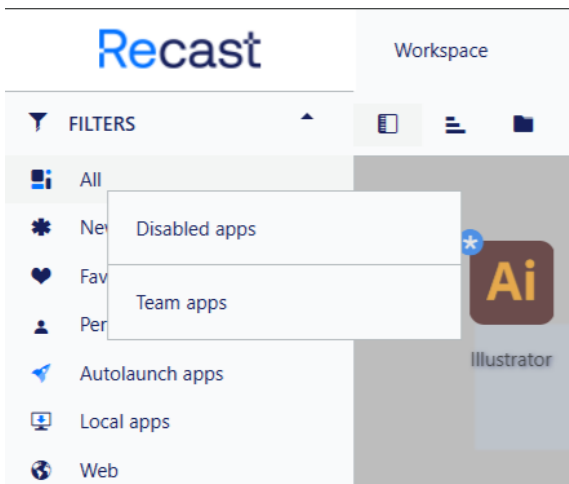 Recast
Workspace
FILTERS
All
Disabled apps
Team apps
Autolaunch apps
Local apps
Web
Ai
Illustrator